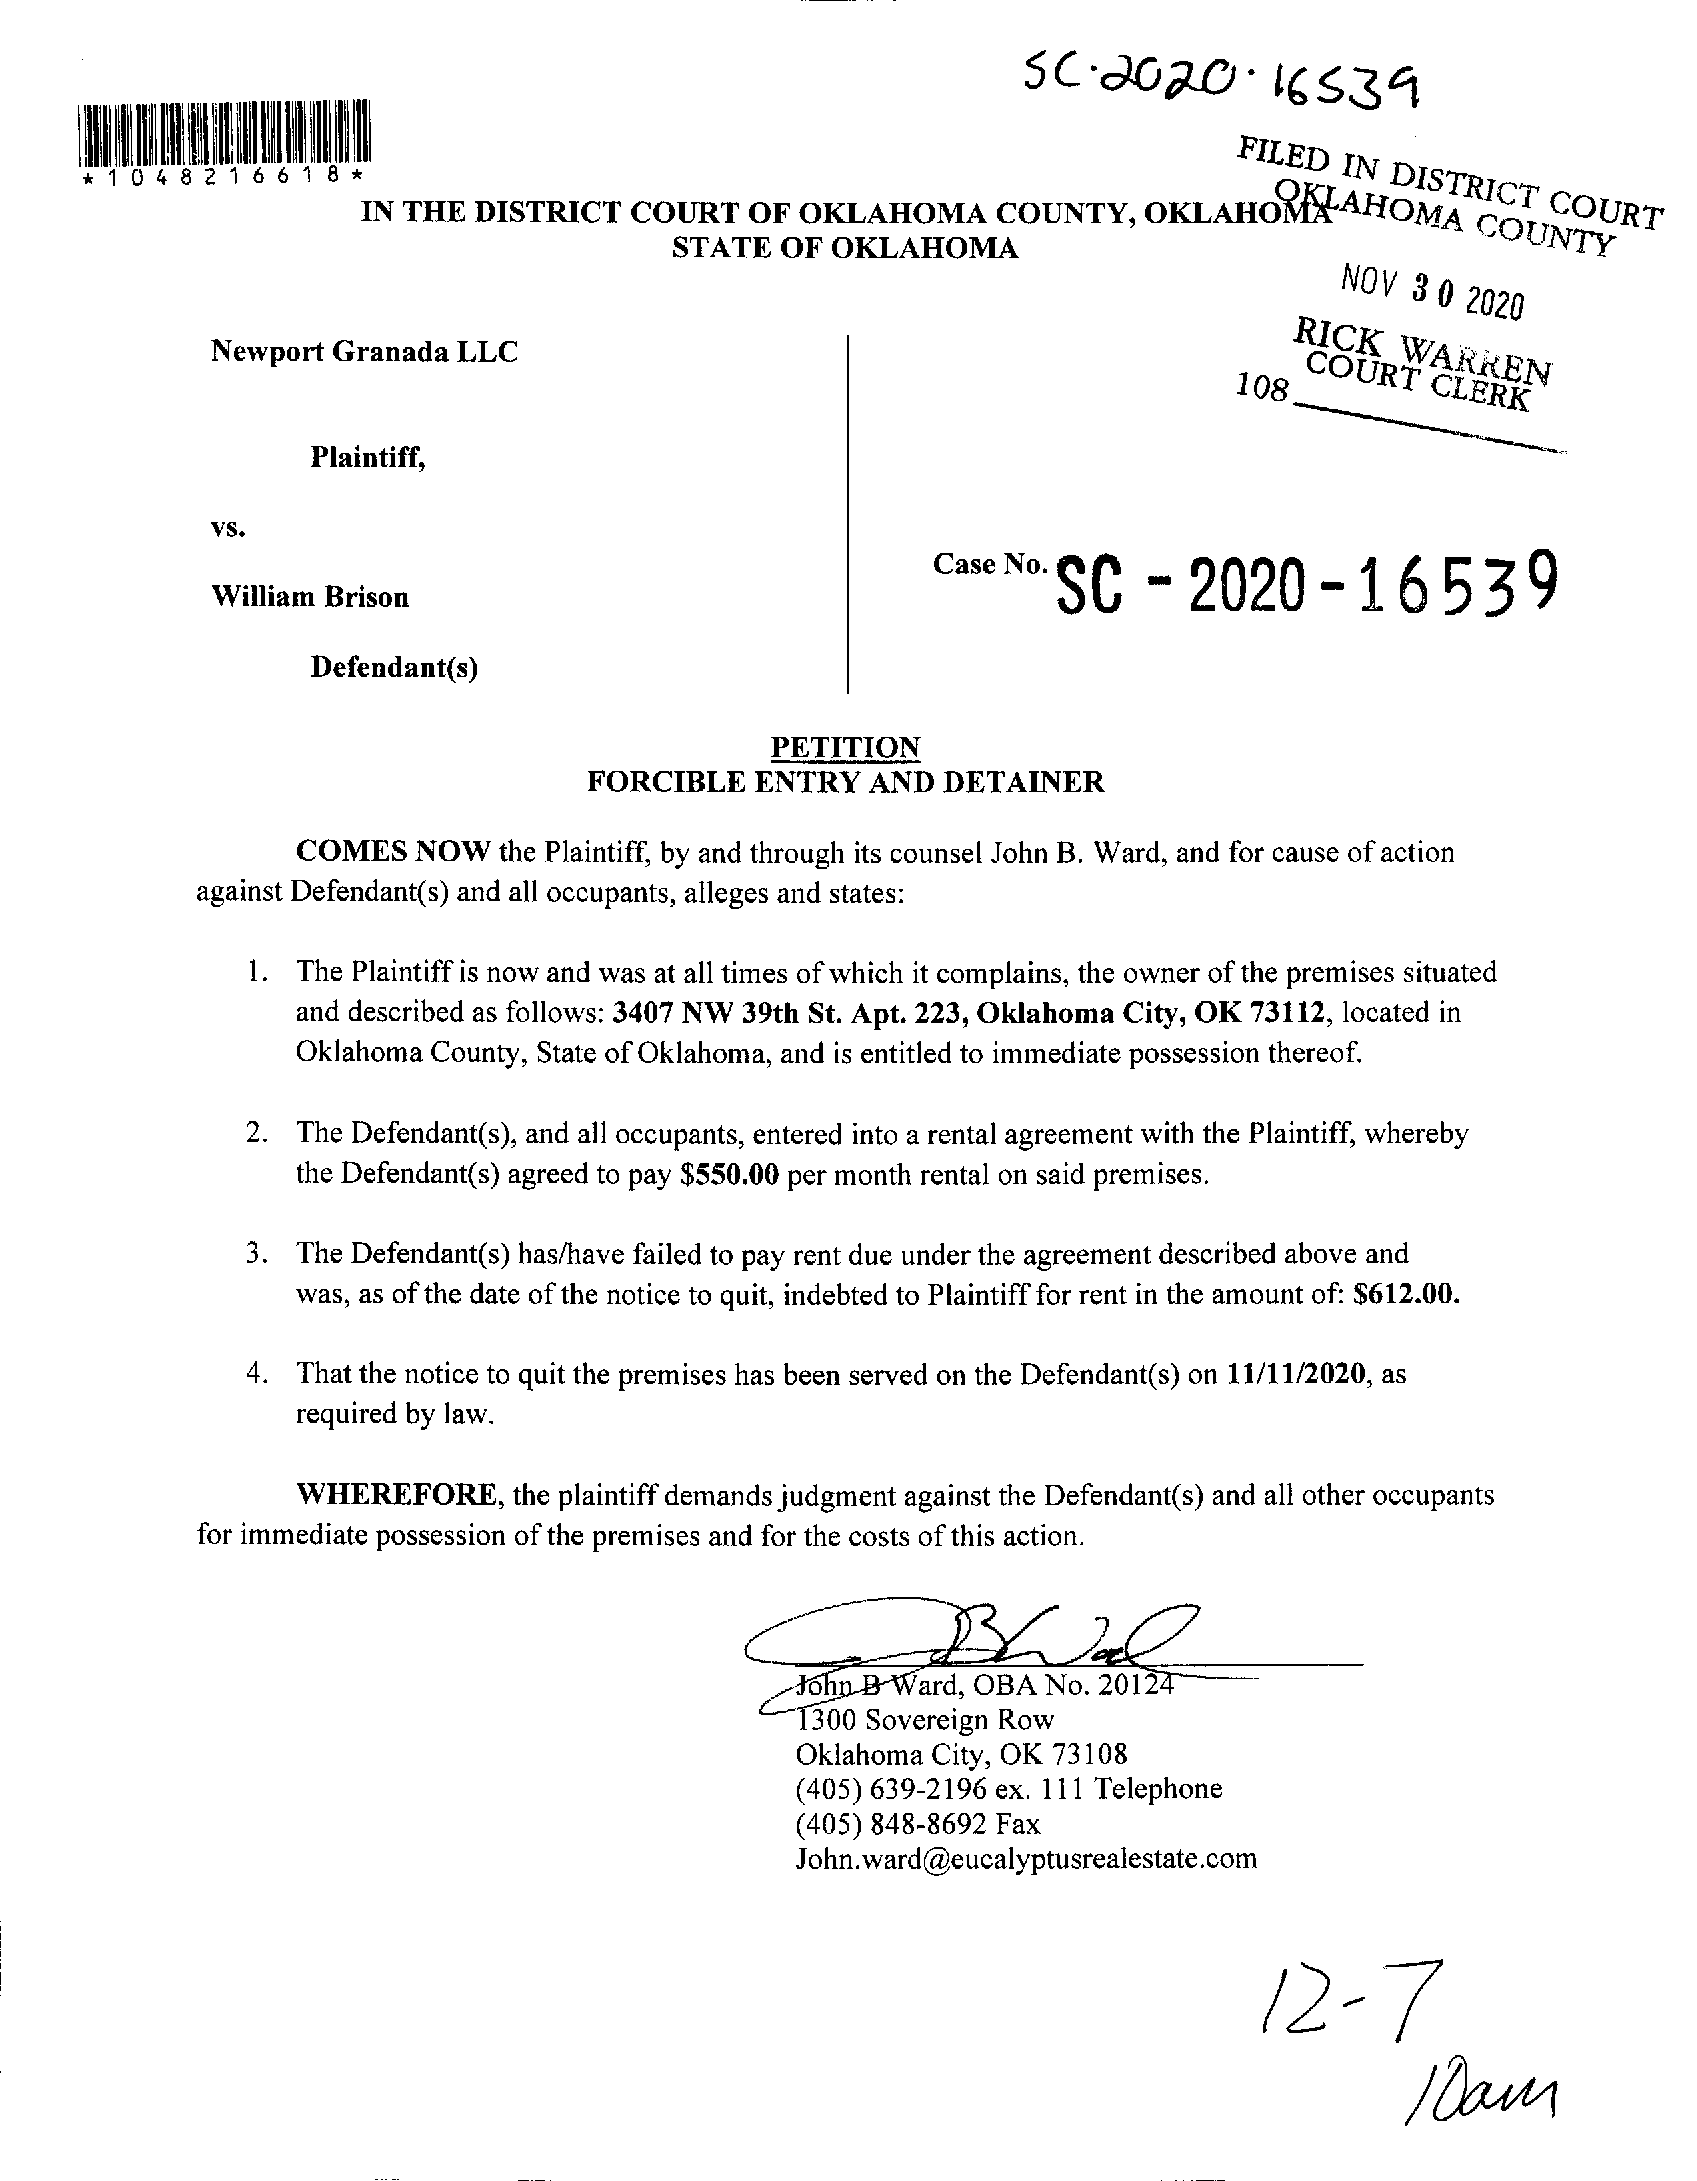 SC·2020·16539
*1048216618*
FILED IN DISTRICT COURT
OKLAHOMA COUNTY
IN THE DISTRICT COURT OF OKLAHOMA COUNTY, OKLAHOMA
STATE OF OKLAHOMA
NOV 30 2020
RICK WARREN
COURT CLERK
108
Newport Granada LLC
Plaintiff,
vs.
Case No. SC - 2020 - 16539
William Brison
Defendant(s)
PETITION
FORCIBLE ENTRY AND DETAINER
COMES NOW the Plaintiff, by and through its counsel John B. Ward, and for cause of action
against Defendant(s) and all occupants, alleges and states:
1. The Plaintiff is now and was at all times of which it complains, the owner of the premises situated
and described as follows: 3407 NW 39th St. Apt. 223, Oklahoma City, OK 73112, located in
Oklahoma County, State of Oklahoma, and is entitled to immediate possession thereof.
2. The Defendant(s), and all occupants, entered into a rental agreement with the Plaintiff, whereby
the Defendant(s) agreed to pay $550.00 per month rental on said premises.
3. The Defendant(s) has/have failed to pay rent due under the agreement described above and
was, as of the date of the notice to quit, indebted to Plaintiff for rent in the amount of: $612.00.
4. That the notice to quit the premises has been served on the Defendant(s) on 11/11/2020, as
required by law.
WHEREFORE, the plaintiff demands judgment against the Defendant(s) and all other occupants
for immediate possession of the premises and for the costs of this action.
John B Ward, OBA No. 20124
1300 Sovereign Row
Oklahoma City, OK 73108
(405) 639-2196 ex. 111 Telephone
(405) 848-8692 Fax
John.ward@eucalyptusrealestate.com
12-7
10am